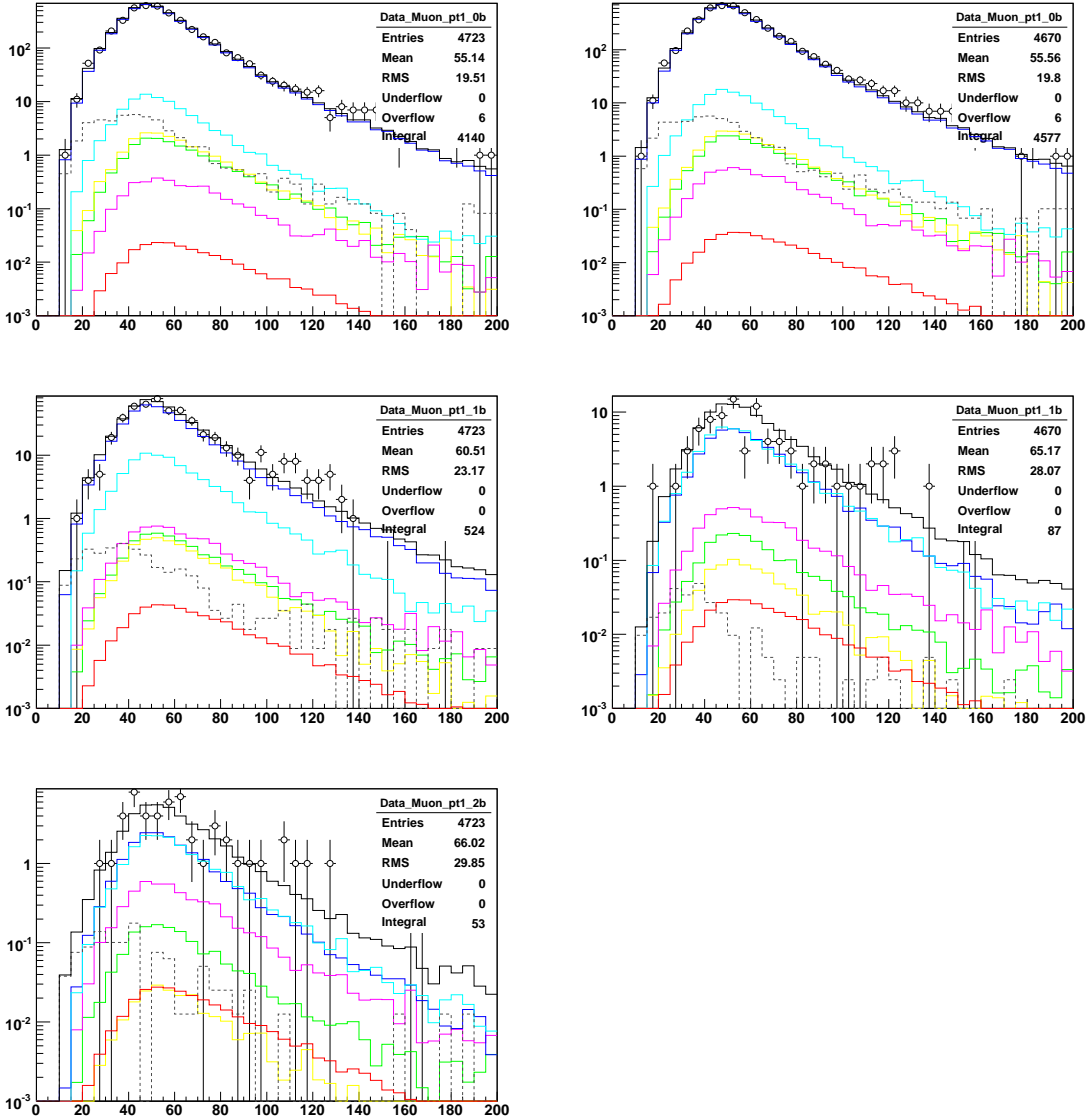 Data_Muon_pt1_0b
Entries 4723
Mean 55.14
RMS 19.51
Underflow 0
Overflow 6
Integral 4140
10^2
10
1
10^-1
10^-2
10^-3
0 20 40 60 80 100 120 140 160 180 200
Data_Muon_pt1_0b
Entries 4670
Mean 55.56
RMS 19.8
Underflow 0
Overflow 6
Integral 4577
10^2
10
1
10^-1
10^-2
10^-3
0 20 40 60 80 100 120 140 160 180 200
Data_Muon_pt1_1b
Entries 4723
Mean 60.51
RMS 23.17
Underflow 0
Overflow 0
Integral 524
10
1
10^-1
10^-2
10^-3
0 20 40 60 80 100 120 140 160 180 200
Data_Muon_pt1_1b
Entries 4670
Mean 65.17
RMS 28.07
Underflow 0
Overflow 0
Integral 87
10
1
10^-1
10^-2
10^-3
0 20 40 60 80 100 120 140 160 180 200
Data_Muon_pt1_2b
Entries 4723
Mean 66.02
RMS 29.85
Underflow 0
Overflow 0
Integral 53
1
10^-1
10^-2
10^-3
0 20 40 60 80 100 120 140 160 180 200